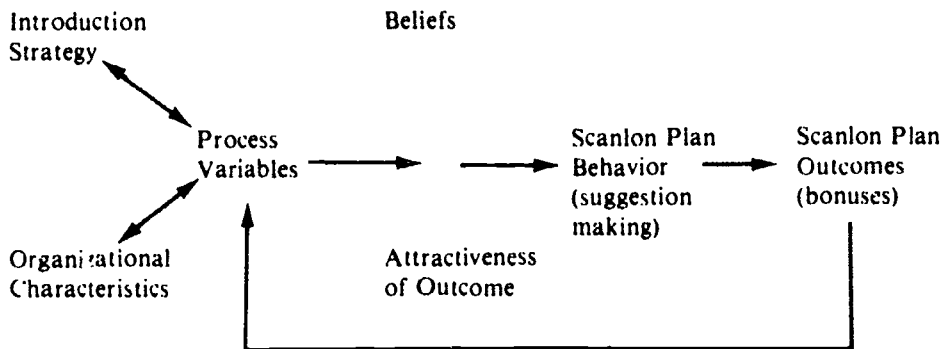 Introduction
Strategy
Beliefs
Process
Variables
Scanlon Plan
Behavior
(suggestion
making)
Scanlon Plan
Outcomes
(bonuses)
Organizational
Characteristics
Attractiveness
of Outcome